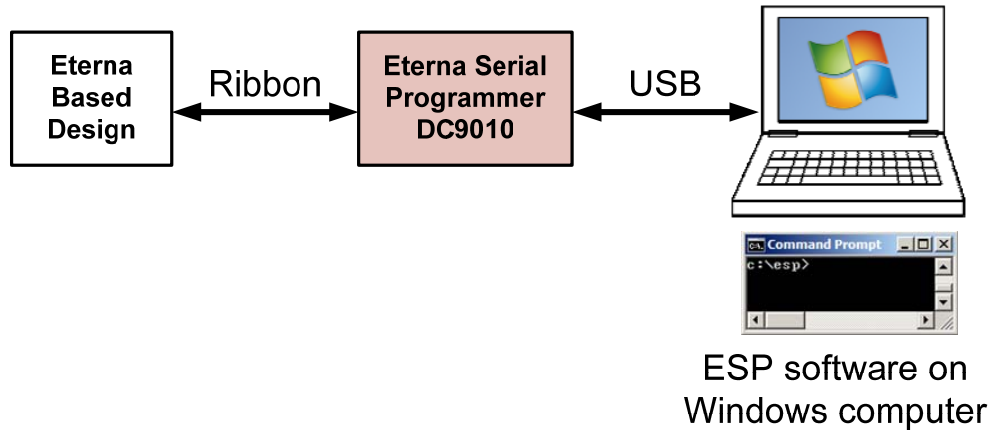 Eterna
Based
Design
Ribbon
Eterna Serial
Programmer
DC9010
USB
Command Prompt
c:\esp>
ESP software on
Windows computer